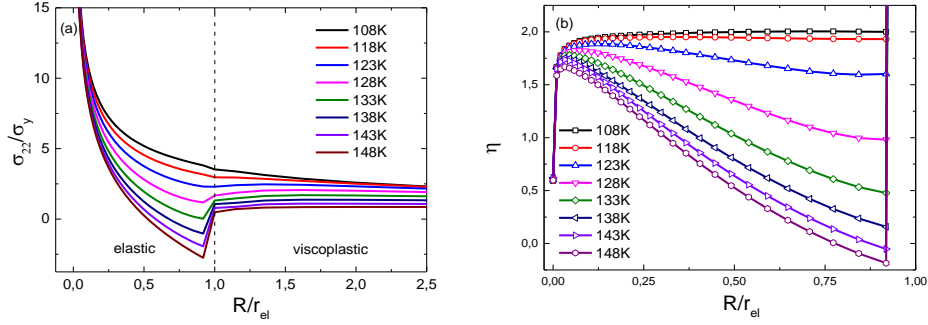 (a)
15
10
5
0
σ22/σy
108K
118K
123K
128K
133K
138K
143K
148K
elastic
viscoplastic
0,0 0,5 1,0 1,5 2,0 2,5
R/rel
(b)
2,0
1,5
1,0
0,5
0,0
η
108K
118K
123K
128K
133K
138K
143K
148K
0,00 0,25 0,50 0,75 1,00
R/rel